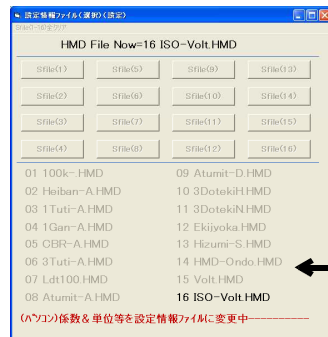 設定情報ファイル(選択)(設定)
HMD File Now=16 ISO-Volt.HMD
Sfile(1) Sfile(5) Sfile(9) Sfile(13)
Sfile(2) Sfile(6) Sfile(10) Sfile(14)
Sfile(3) Sfile(7) Sfile(11) Sfile(15)
Sfile(4) Sfile(8) Sfile(12) Sfile(16)
01 100k-.HMD 09 Atumit-D.HMD
02 Heiban-A.HMD 10 3DotekiH.HMD
03 1Tuti-A.HMD 11 3DotekiN.HMD
04 1Gan-A.HMD 12 Ekijyoka.HMD
05 CBR-A.HMD 13 Hizumi-S.HMD
06 3Tuti-A.HMD 14 HMD-Ondo.HMD
07 Ldt100.HMD 15 Volt.HMD
08 Atumit-A.HMD 16 ISO-Volt.HMD
(パソコン)係数&単位等を設定情報ファイルに変更中----------